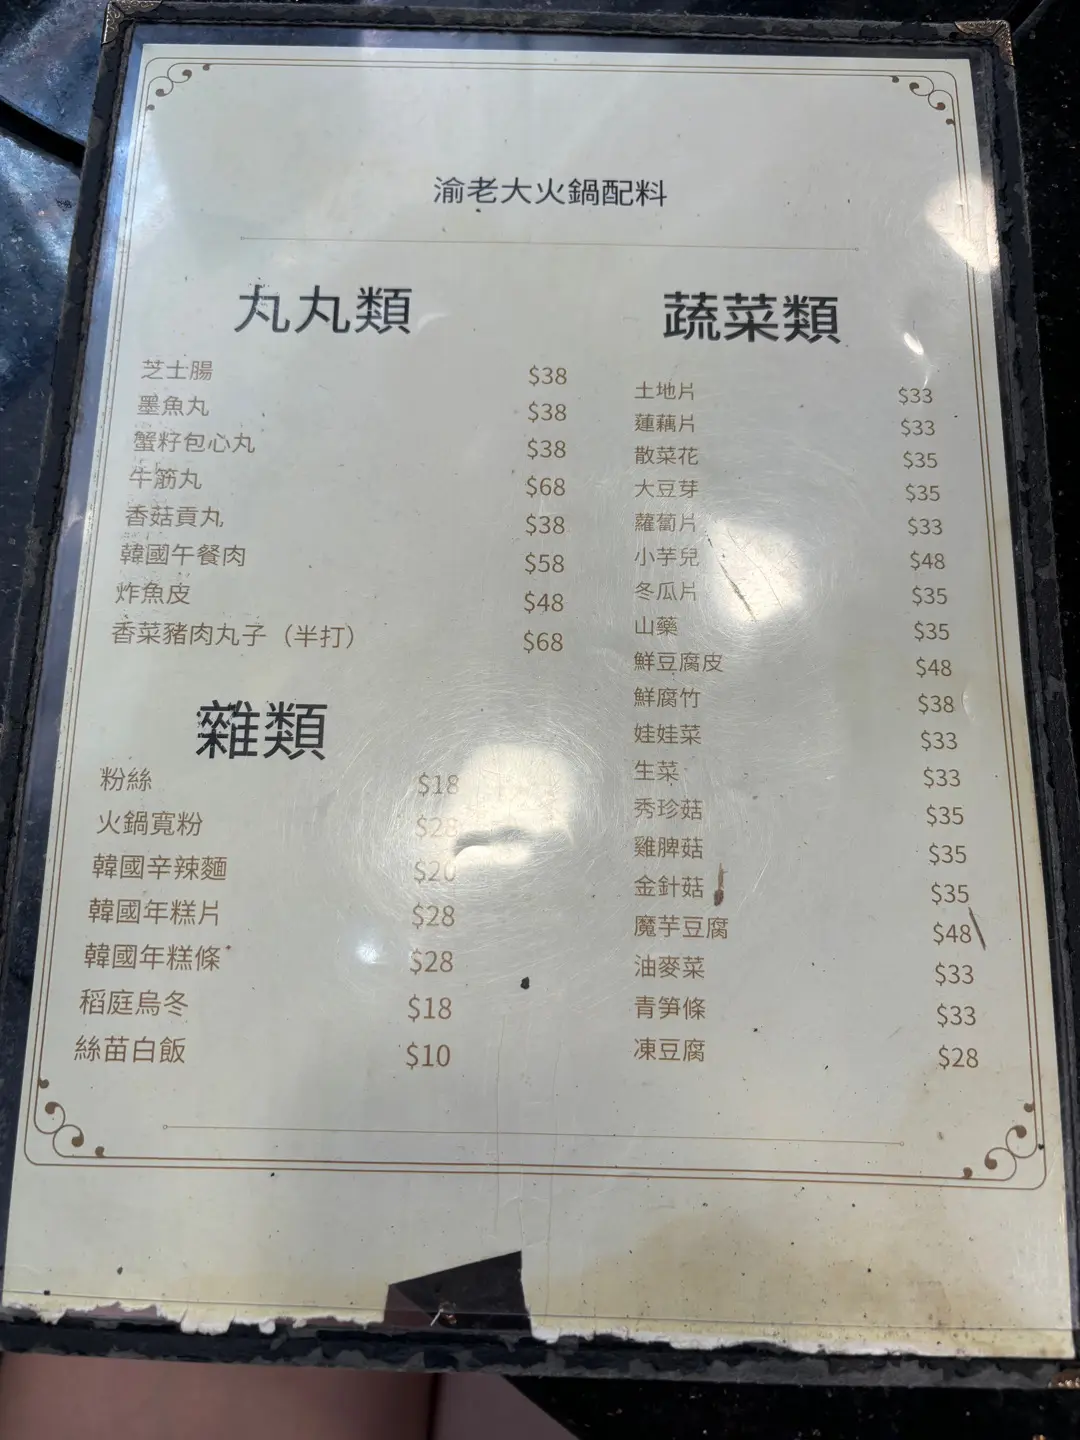 渝老大火鍋配料
丸丸類
芝士腸 $38
墨魚丸 $38
蟹籽包心丸 $38
牛筋丸 $68
香菇貢丸 $38
韓國午餐肉 $58
炸魚皮 $48
香菜豬肉丸子（半打） $68
雜類
粉絲 $18
火鍋寬粉 $28
韓國辛辣麵 $20
韓國年糕片 $28
韓國年糕條 $28
稻庭烏冬 $18
絲苗白飯 $10
蔬菜類
土地片 $33
蓮藕片 $33
散菜花 $35
大豆芽 $35
蘿蔔片 $33
小芋兒 $48
冬瓜片 $35
山藥 $35
鮮豆腐皮 $48
鮮腐竹 $38
娃娃菜 $33
生菜 $33
秀珍菇 $35
雞脾菇 $35
金針菇 $35
魔芋豆腐 $48
油麥菜 $33
青笋條 $33
凍豆腐 $28